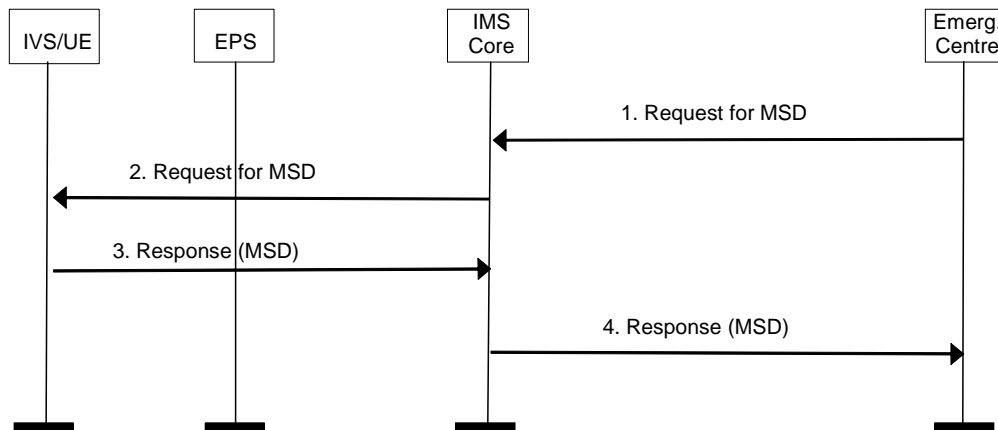 IVS/UE
EPS
IMS
Core
Emerg.
Centre
1. Request for MSD
2. Request for MSD
3. Response (MSD)
4. Response (MSD)